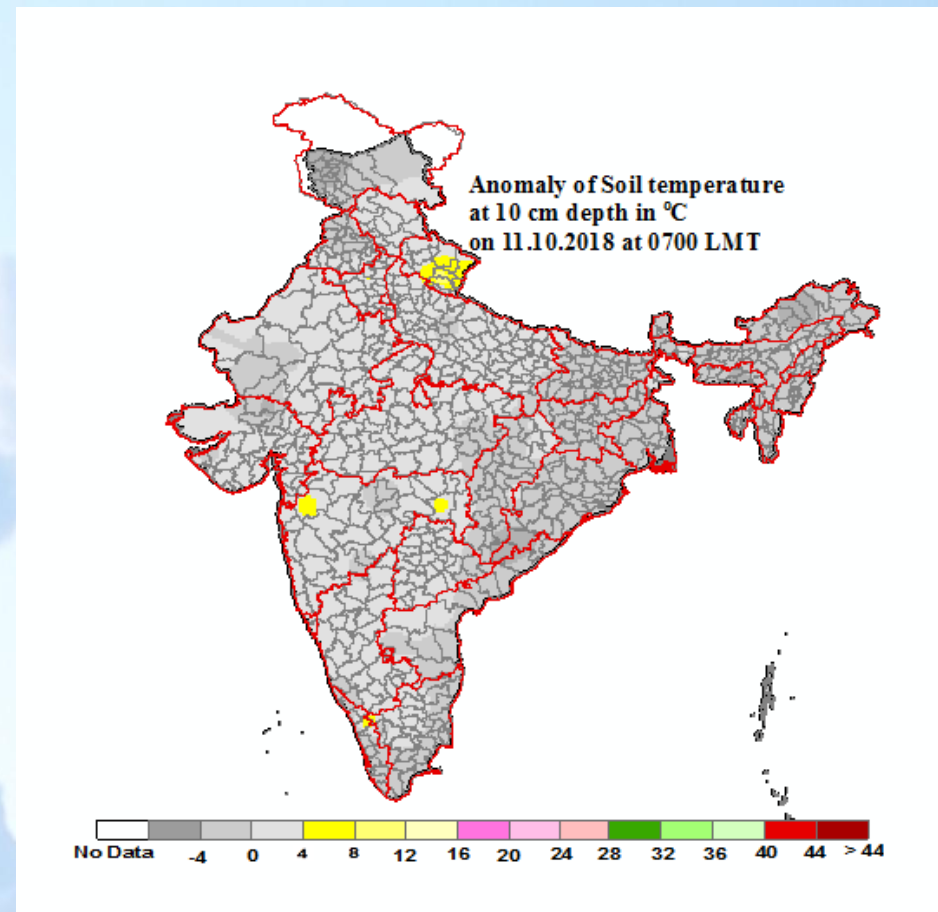 Anomaly of Soil temperature
at 10 cm depth in °C
on 11.10.2018 at 0700 LMT
No Data -4 0 4 8 12 16 20 24 28 32 36 40 44 > 44